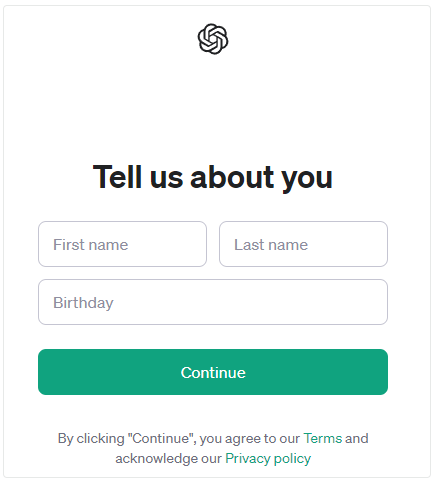 Tell us about you
First name
Last name
Birthday
Continue
By clicking "Continue", you agree to our Terms and
acknowledge our Privacy policy